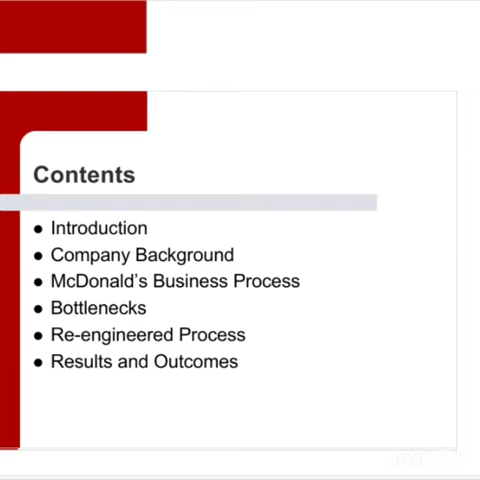 Contents
● Introduction
● Company Background
● McDonald's Business Process
● Bottlenecks
● Re-engineered Process
● Results and Outcomes